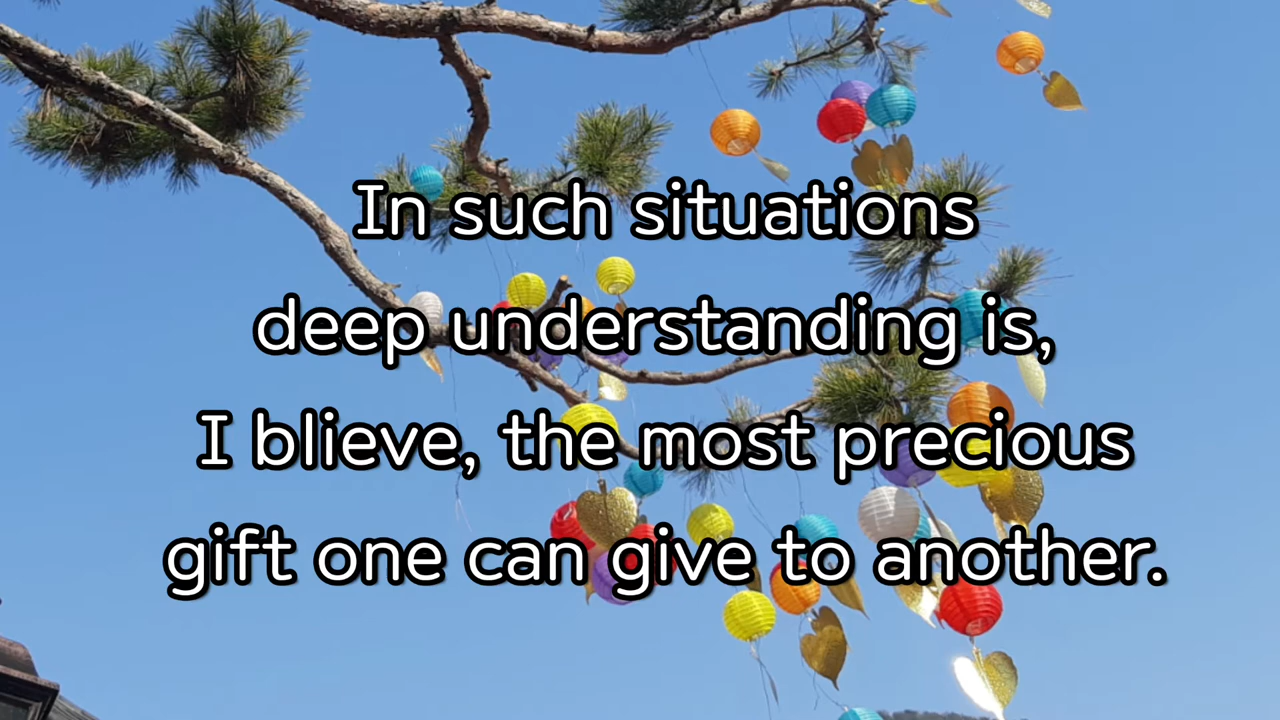 In such situations
deep understanding is,
I blieve, the most precious
gift one can give to another.